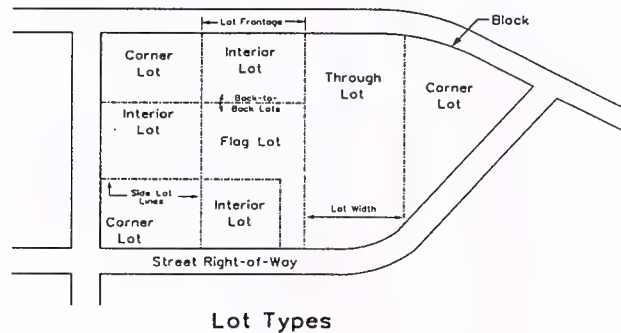 Lot Frontage
Block
Corner
Lot
Interior
Lot
Through
Lot
Corner
Lot
Back-to-
Back Lots
Interior
Lot
Flag Lot
Side Lot
Lines
Interior
Lot
Lot Width
Corner
Lot
Street Right-of-Way
Lot Types